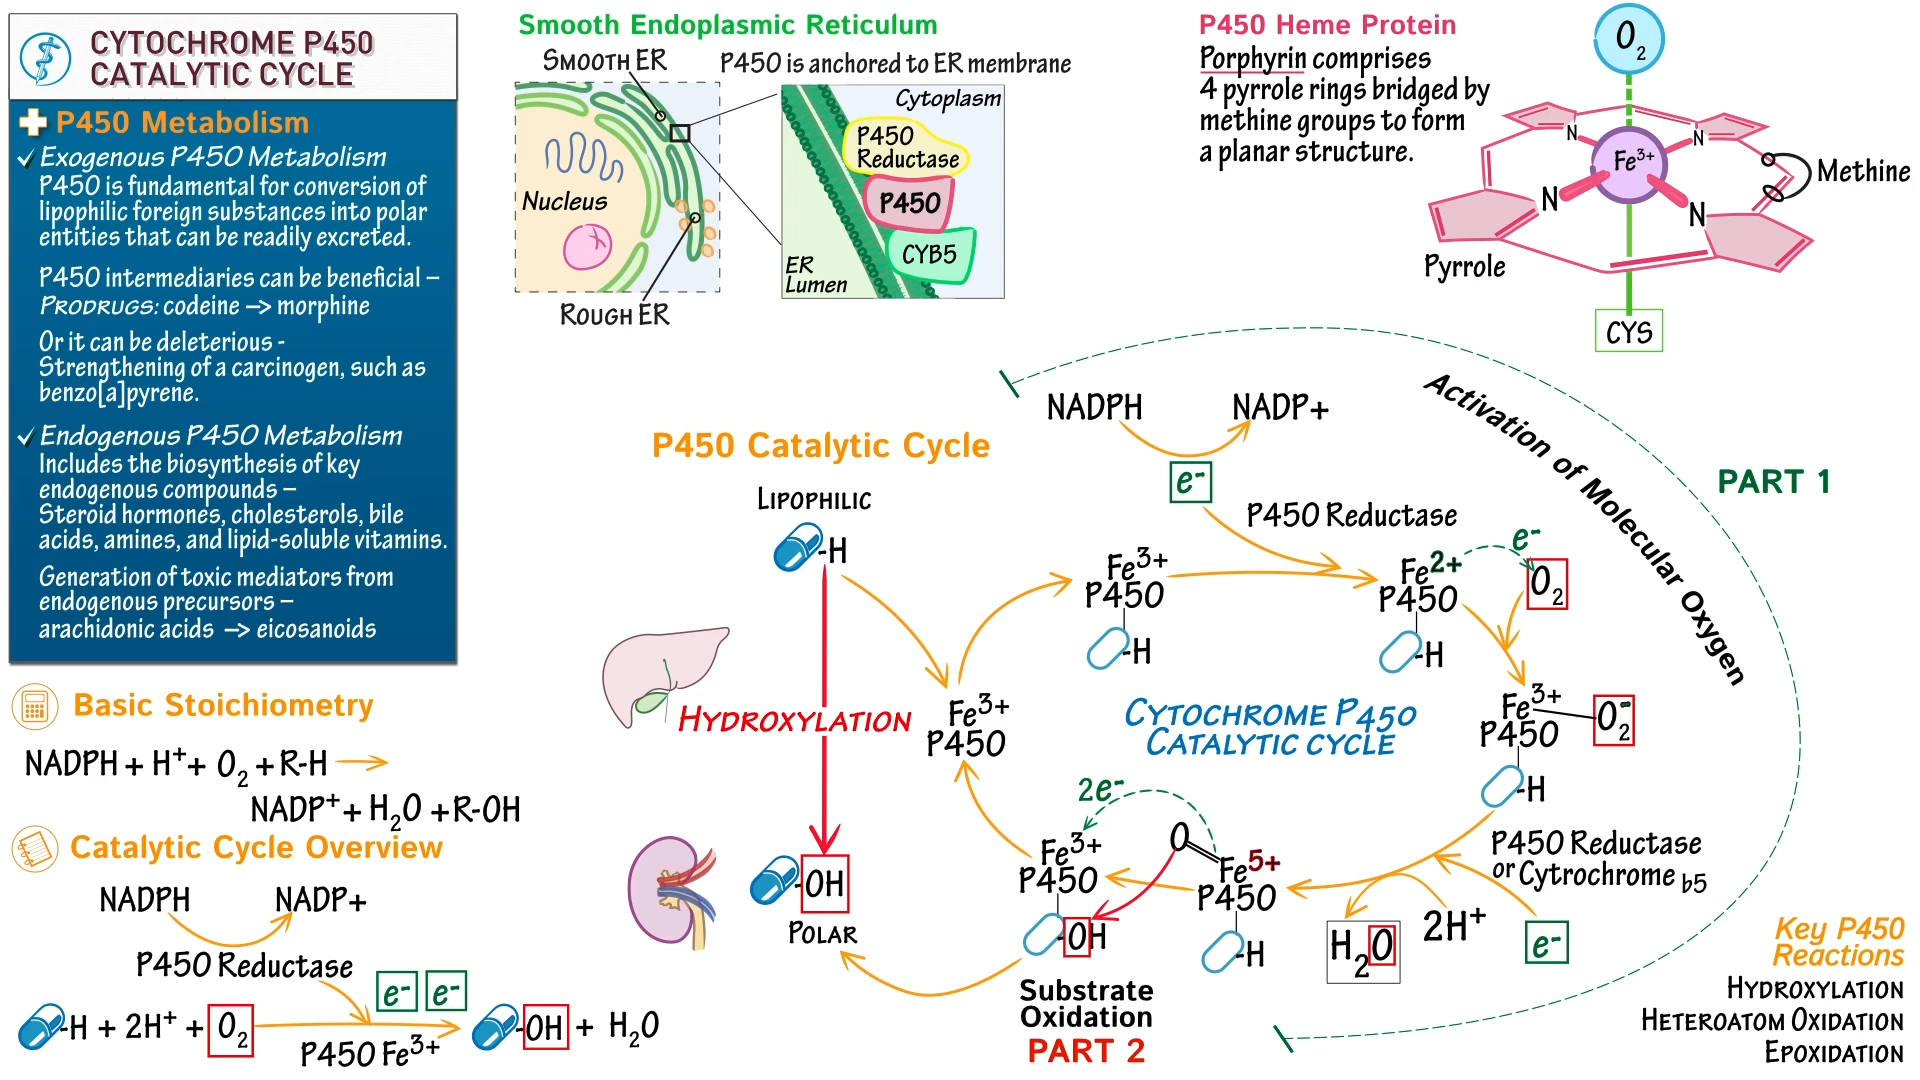 CYTOCHROME P450
CATALYTIC CYCLE
P450 Metabolism
Exogenous P450 Metabolism
P450 is fundamental for conversion of
lipophilic foreign substances into polar
entities that can be readily excreted.
P450 intermediaries can be beneficial –
PRODRUGS: codeine –> morphine
Or it can be deleterious -
Strengthening of a carcinogen, such as
benzo[a]pyrene.
Endogenous P450 Metabolism
Includes the biosynthesis of key
endogenous compounds –
Steroid hormones, cholesterols, bile
acids, amines, and lipid-soluble vitamins.
Generation of toxic mediators from
endogenous precursors –
arachidonic acids –> eicosanoids
Basic Stoichiometry
NADPH + H⁺ + O₂ + R-H
NADP⁺ + H₂O + R-OH
Catalytic Cycle Overview
NADPH NADP+
P450 Reductase
e- e-
-H + 2H⁺ + O₂ -OH + H₂O
P450 Fe³⁺
Smooth Endoplasmic Reticulum
SMOOTH ER
P450 is anchored to ER membrane
Nucleus
ROUGH ER
Cytoplasm
P450
Reductase
P450
CYB5
ER
Lumen
P450 Heme Protein
Porphyrin comprises
4 pyrrole rings bridged by
methine groups to form
a planar structure.
O₂
N N
Fe³⁺
Methine
N N
Pyrrole
CYS
P450 Catalytic Cycle
LIPOPHILIC
-H
HYDROXYLATION
-OH
POLAR
NADPH NADP+
e-
P450 Reductase
Activation of Molecular Oxygen
PART 1
Fe³⁺
P450
-H
Fe²⁺
P450
-H
e-
O₂
Fe³⁺
P450
CYTOCHROME P450
CATALYTIC CYCLE
Fe³⁺
P450
-H
O₂⁻
P450 Reductase
or Cytrochrome b5
2H⁺
e-
H₂O
O
Fe⁵⁺
P450
-H
2e-
Fe³⁺
P450
-OH
Substrate
Oxidation
PART 2
Key P450
Reactions
HYDROXYLATION
HETEROATOM OXIDATION
EPOXIDATION